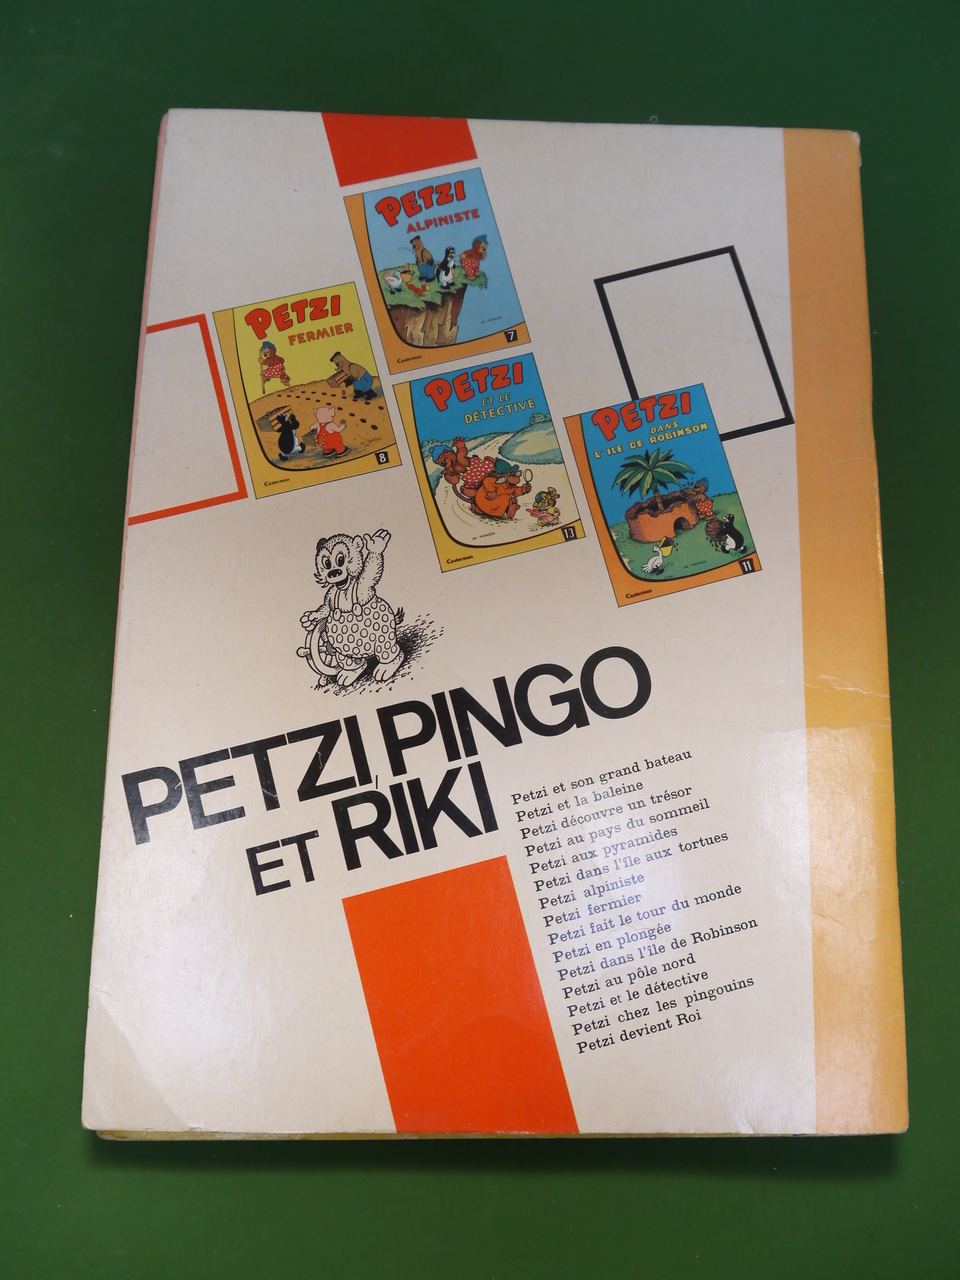 PETZI
ALPINISTE
Casterman
7
PETZI
FERMIER
Casterman
8
PETZI
ET LE
DÉTECTIVE
Casterman
13
PETZI
DANS
L'ILE DE ROBINSON
Casterman
11
PETZI, PINGO
ET RIKI
Petzi et son grand bateau
Petzi et la baleine
Petzi découvre un trésor
Petzi au pays du sommeil
Petzi aux pyramides
Petzi dans l'île aux tortues
Petzi alpiniste
Petzi fermier
Petzi fait le tour du monde
Petzi en plongée
Petzi dans l'île de Robinson
Petzi au pôle nord
Petzi et le détective
Petzi chez les pingouins
Petzi devient Roi